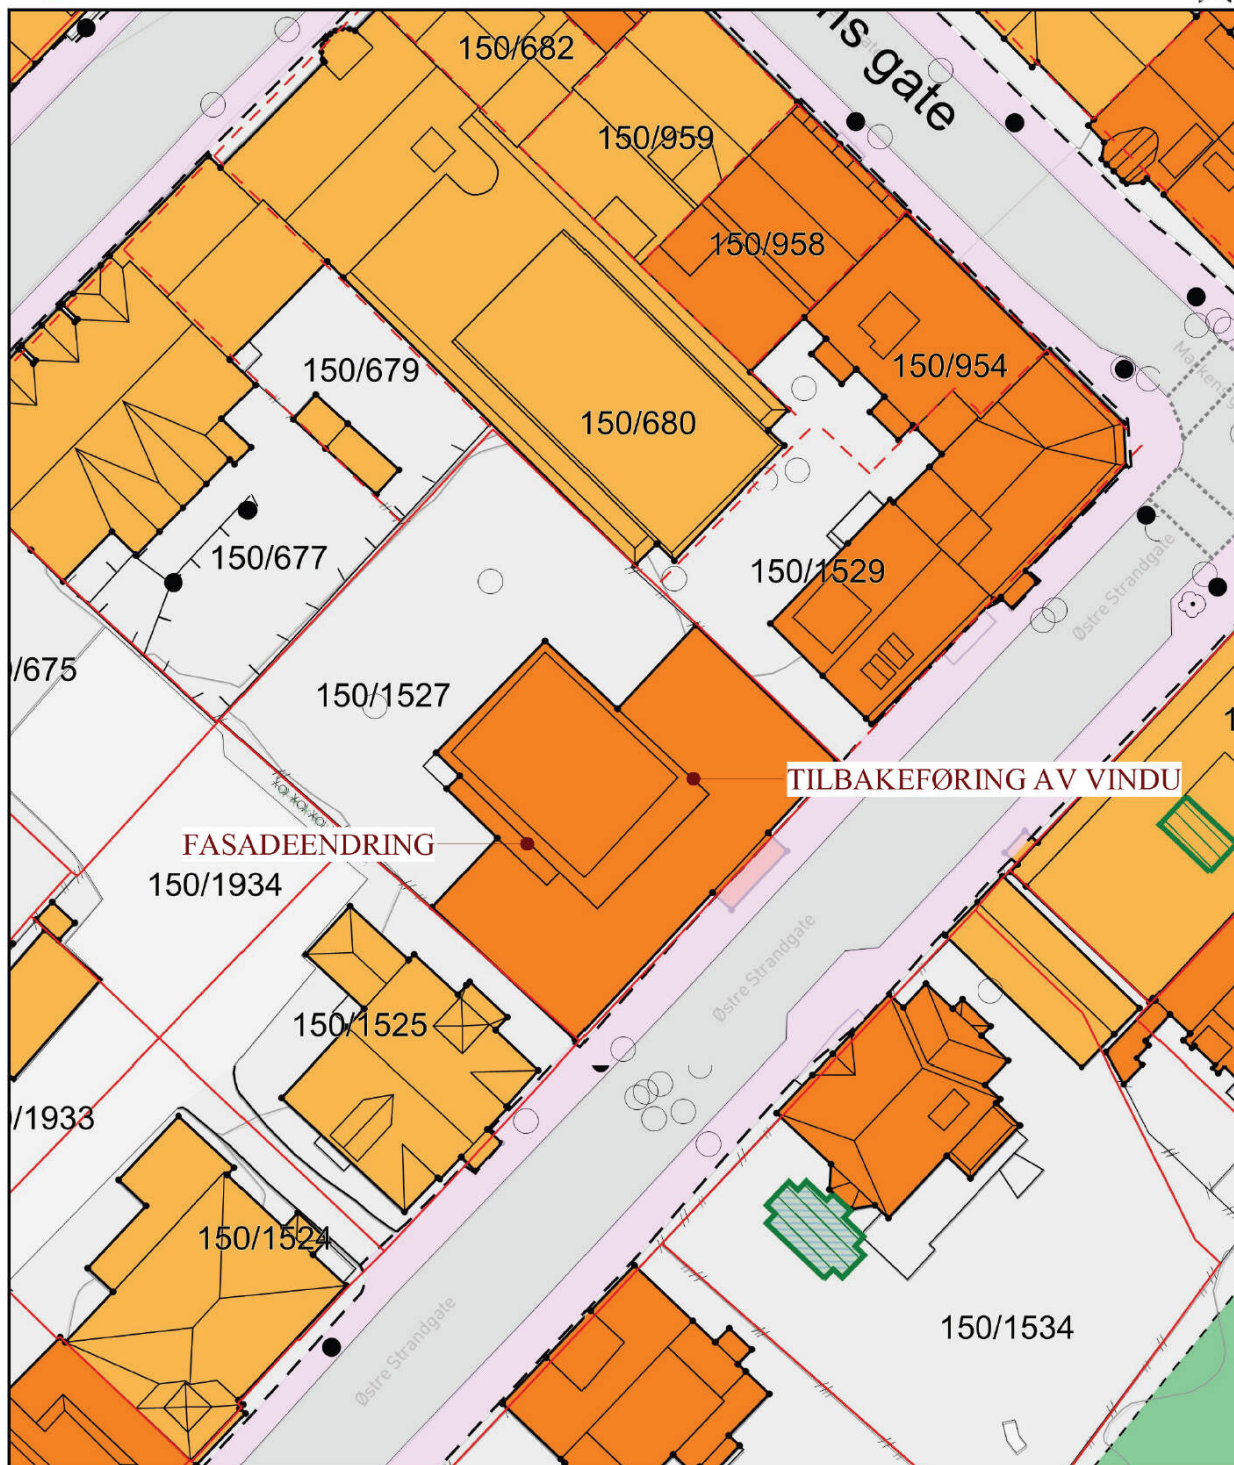 ns gate
150/682
150/959
150/958
150/679
150/954
Markens g
150/680
150/677
150/1529
Østre Strandgate
/675
150/1527
TILBAKEFØRING AV VINDU
FASADEENDRING
150/1934
Østre Strandgate
150/1525
/1933
150/1524
150/1534
Østre Strandgate